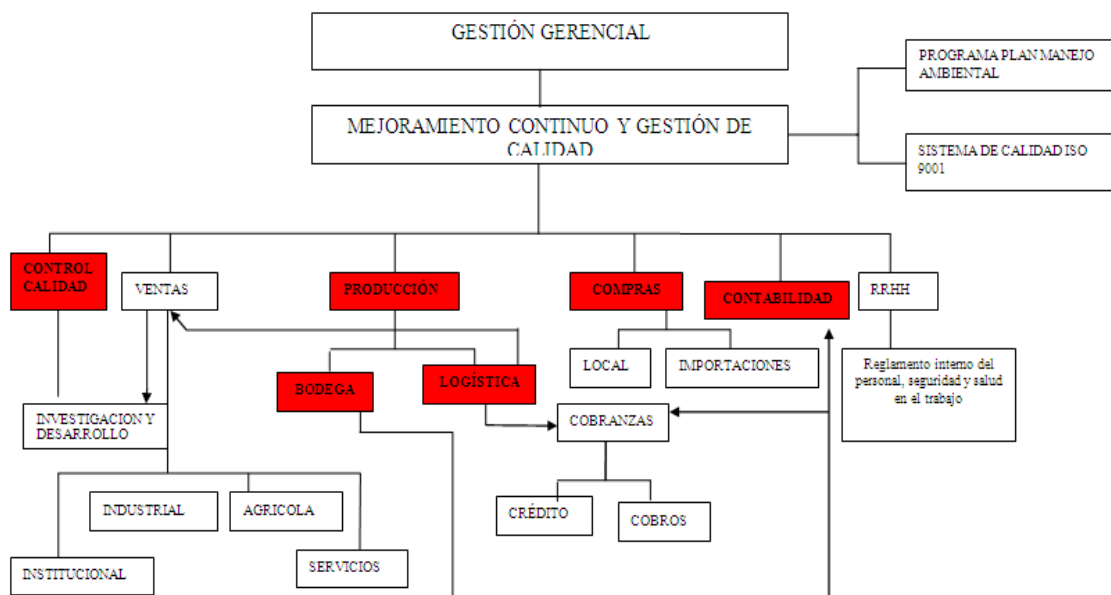 GESTIÓN GERENCIAL
PROGRAMA PLAN MANEJO
AMBIENTAL
MEJORAMIENTO CONTINUO Y GESTIÓN DE
CALIDAD
SISTEMA DE CALIDAD ISO
9001
CONTROL
CALIDAD
VENTAS
PRODUCCIÓN
COMPRAS
CONTABILIDAD
RRHH
LOCAL
IMPORTACIONES
Reglamento interno del
personal, seguridad y salud
en el trabajo
BODEGA
LOGÍSTICA
INVESTIGACION Y
DESARROLLO
COBRANZAS
INDUSTRIAL
AGRICOLA
CRÉDITO
COBROS
INSTITUCIONAL
SERVICIOS